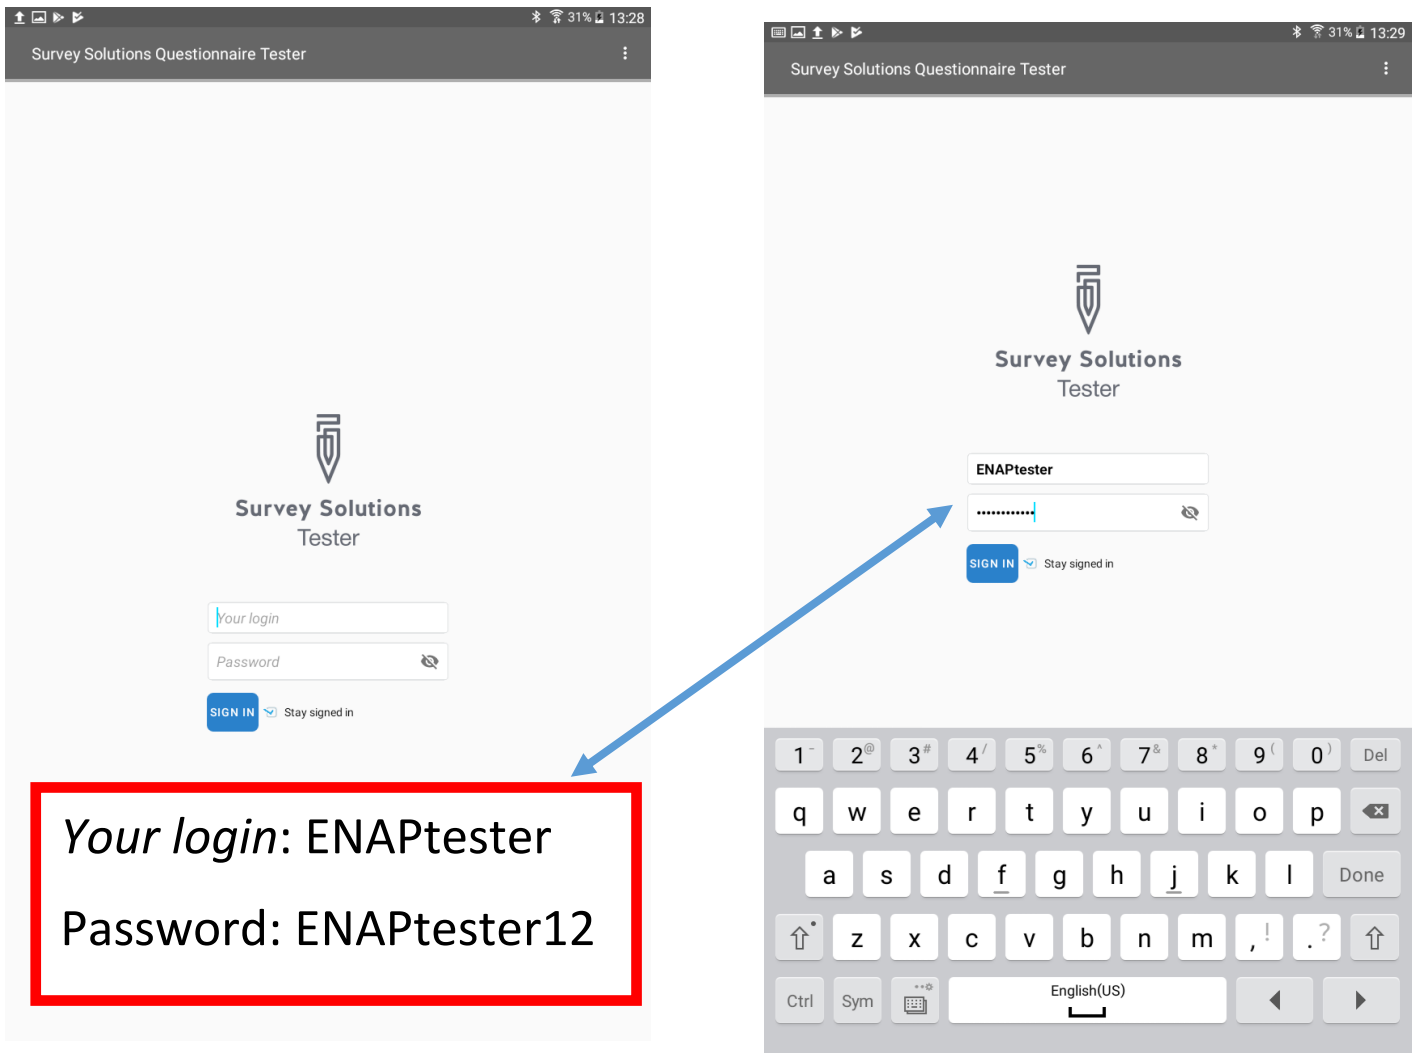 31% 13:28
Survey Solutions Questionnaire Tester
Survey Solutions
Tester
Your login
Password
SIGN IN Stay signed in
Your login: ENAPtester
Password: ENAPtester12
31% 13:29
Survey Solutions Questionnaire Tester
Survey Solutions
Tester
ENAPtester
••••••••••••
SIGN IN Stay signed in
1 - 2 @ 3 # 4 / 5 % 6 ^ 7 & 8 * 9 ( 0 ) Del
q w e r t y u i o p
a s d f g h j k l Done
z x c v b n m , ! . ?
Ctrl Sym English(US)